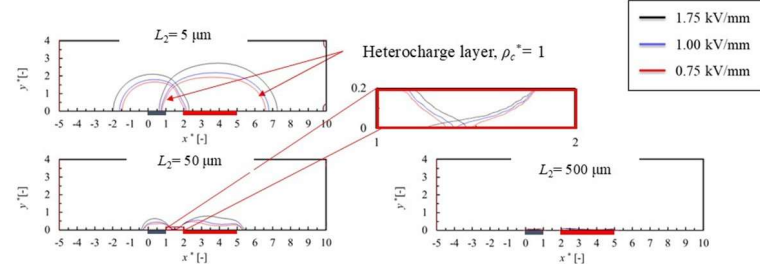 1.75 kV/mm
1.00 kV/mm
0.75 kV/mm
L2= 5 μm
Heterocharge layer, ρc*= 1
y*[-]
4
3
2
1
0
-5 -4 -3 -2 -1 0 1 2 3 4 5 6 7 8 9 10
x* [-]
0.2
0
1 2
L2= 50 μm
y*[-]
4
3
2
1
0
-5 -4 -3 -2 -1 0 1 2 3 4 5 6 7 8 9 10
x* [-]
L2= 500 μm
y*[-]
4
3
2
1
0
-5 -4 -3 -2 -1 0 1 2 3 4 5 6 7 8 9 10
x* [-]